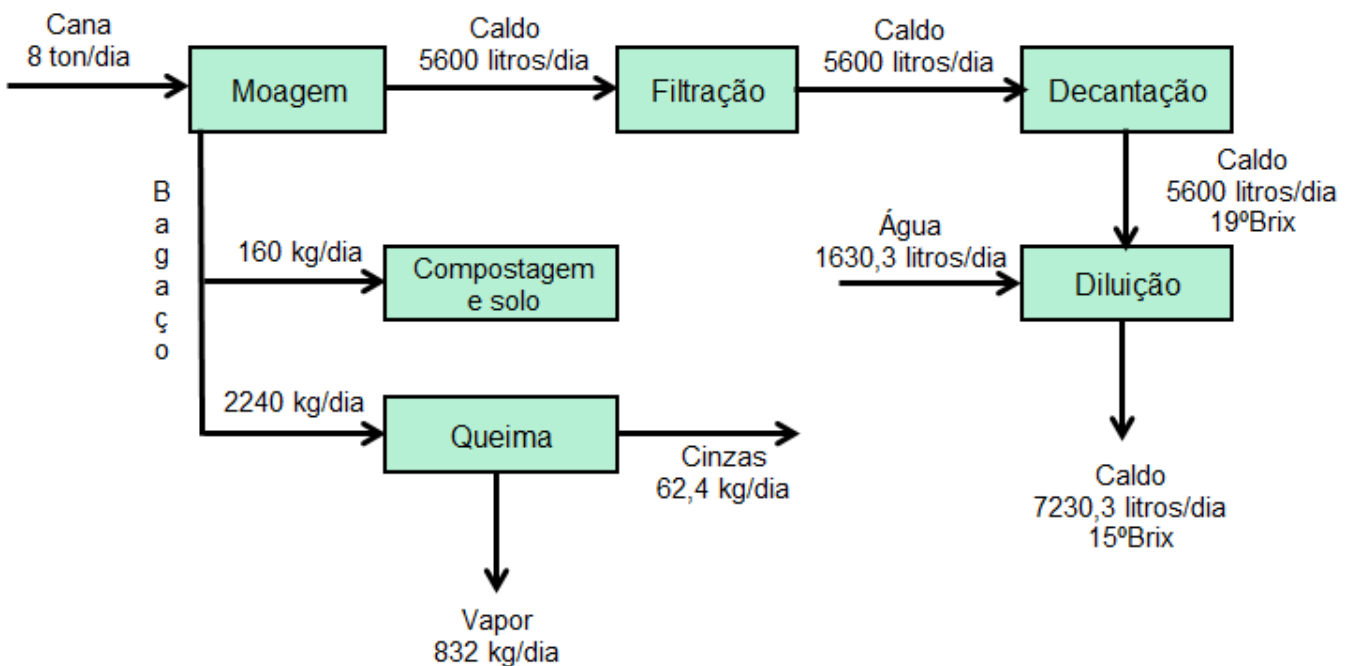 Cana
8 ton/dia
Moagem
Caldo
5600 litros/dia
Filtração
Caldo
5600 litros/dia
Decantação
Caldo
5600 litros/dia
19ºBrix
Água
1630,3 litros/dia
Diluição
Caldo
7230,3 litros/dia
15ºBrix
B
a
g
a
ç
o
160 kg/dia
Compostagem
e solo
2240 kg/dia
Queima
Cinzas
62,4 kg/dia
Vapor
832 kg/dia